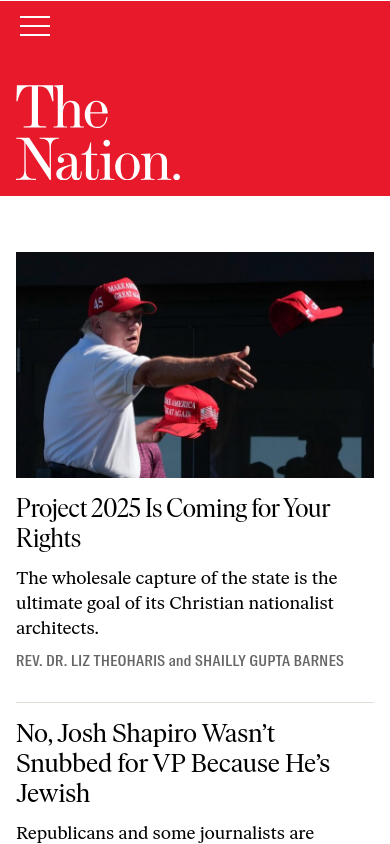 The
Nation.
45
MAKE AMERICA
GREAT AGAIN
MAKE AMERICA
GREAT AGAIN
Project 2025 Is Coming for Your
Rights
The wholesale capture of the state is the
ultimate goal of its Christian nationalist
architects.
REV. DR. LIZ THEOHARIS and SHAILLY GUPTA BARNES
No, Josh Shapiro Wasn’t
Snubbed for VP Because He’s
Jewish
Republicans and some journalists are